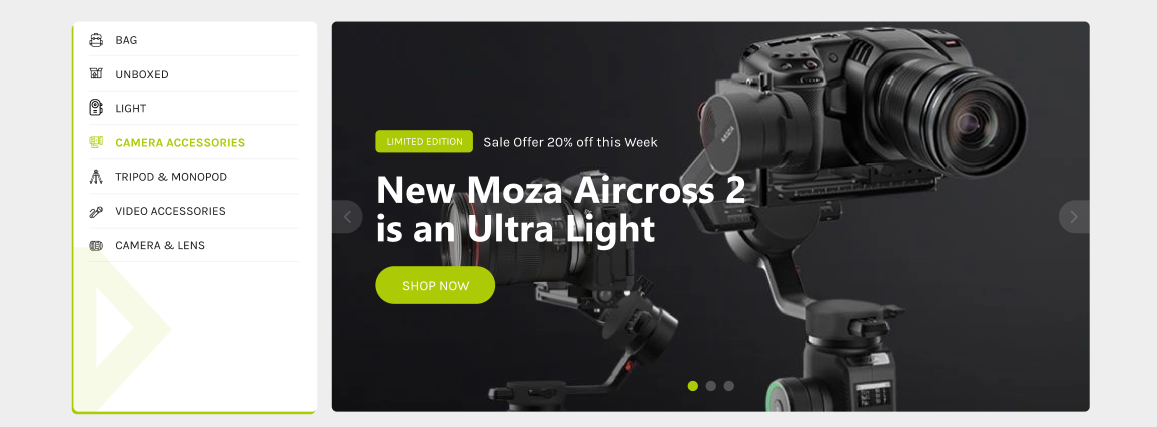 BAG
UNBOXED
LIGHT
CAMERA ACCESSORIES
TRIPOD & MONOPOD
VIDEO ACCESSORIES
CAMERA & LENS
LIMITED EDITION Sale Offer 20% off this Week
New Moza Aircross 2
is an Ultra Light
SHOP NOW
MOZA